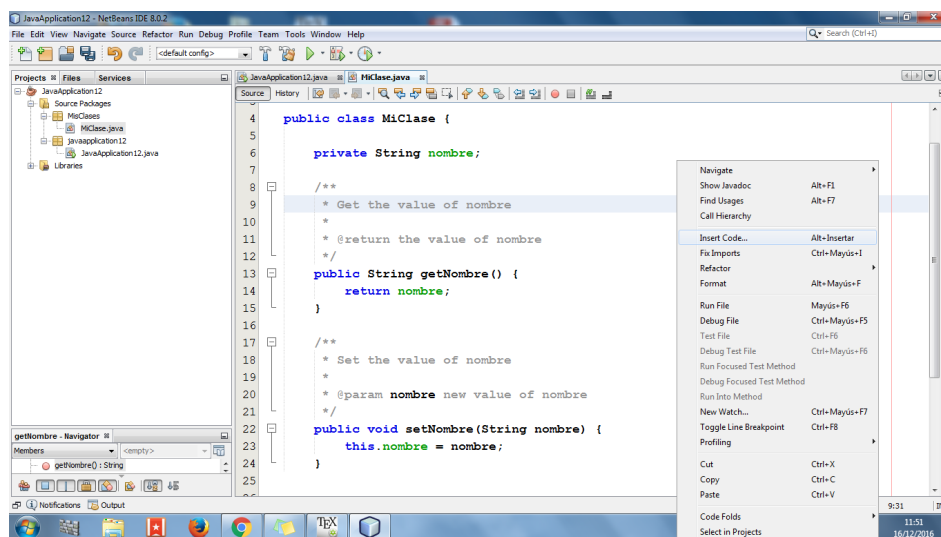 JavaApplication12 - NetBeans IDE 8.0.2
File Edit View Navigate Source Refactor Run Debug Profile Team Tools Window Help
Search (Ctrl+I)
<default config>
Projects Files Services
JavaApplication12
Source Packages
MisClases
MiClase.java
javaapplication12
JavaApplication12.java
Libraries
JavaApplication12.java MiClase.java
Source History
4 public class MiClase {
5
6 private String nombre;
7
8 /**
9 * Get the value of nombre
10 *
11 * @return the value of nombre
12 */
13 public String getNombre() {
14 return nombre;
15 }
16
17 /**
18 * Set the value of nombre
19 *
20 * @param nombre new value of nombre
21 */
22 public void setNombre(String nombre) {
23 this.nombre = nombre;
24 }
25
Navigate
Show Javadoc Alt+F1
Find Usages Alt+F7
Call Hierarchy
Insert Code... Alt+Insertar
Fix Imports Ctrl+Mayús+I
Refactor
Format Alt+Mayús+F
Run File Mayús+F6
Debug File Ctrl+Mayús+F5
Test File Ctrl+F6
Debug Test File Ctrl+Mayús+F6
Run Focused Test Method
Debug Focused Test Method
Run Into Method
New Watch... Ctrl+Mayús+F7
Toggle Line Breakpoint Ctrl+F8
Profiling
Cut Ctrl+X
Copy Ctrl+C
Paste Ctrl+V
Code Folds
Select in Projects
getNombre - Navigator
Members <empty>
getNombre() : String
Notifications Output
9:31
TEX
11:51
16/12/2016